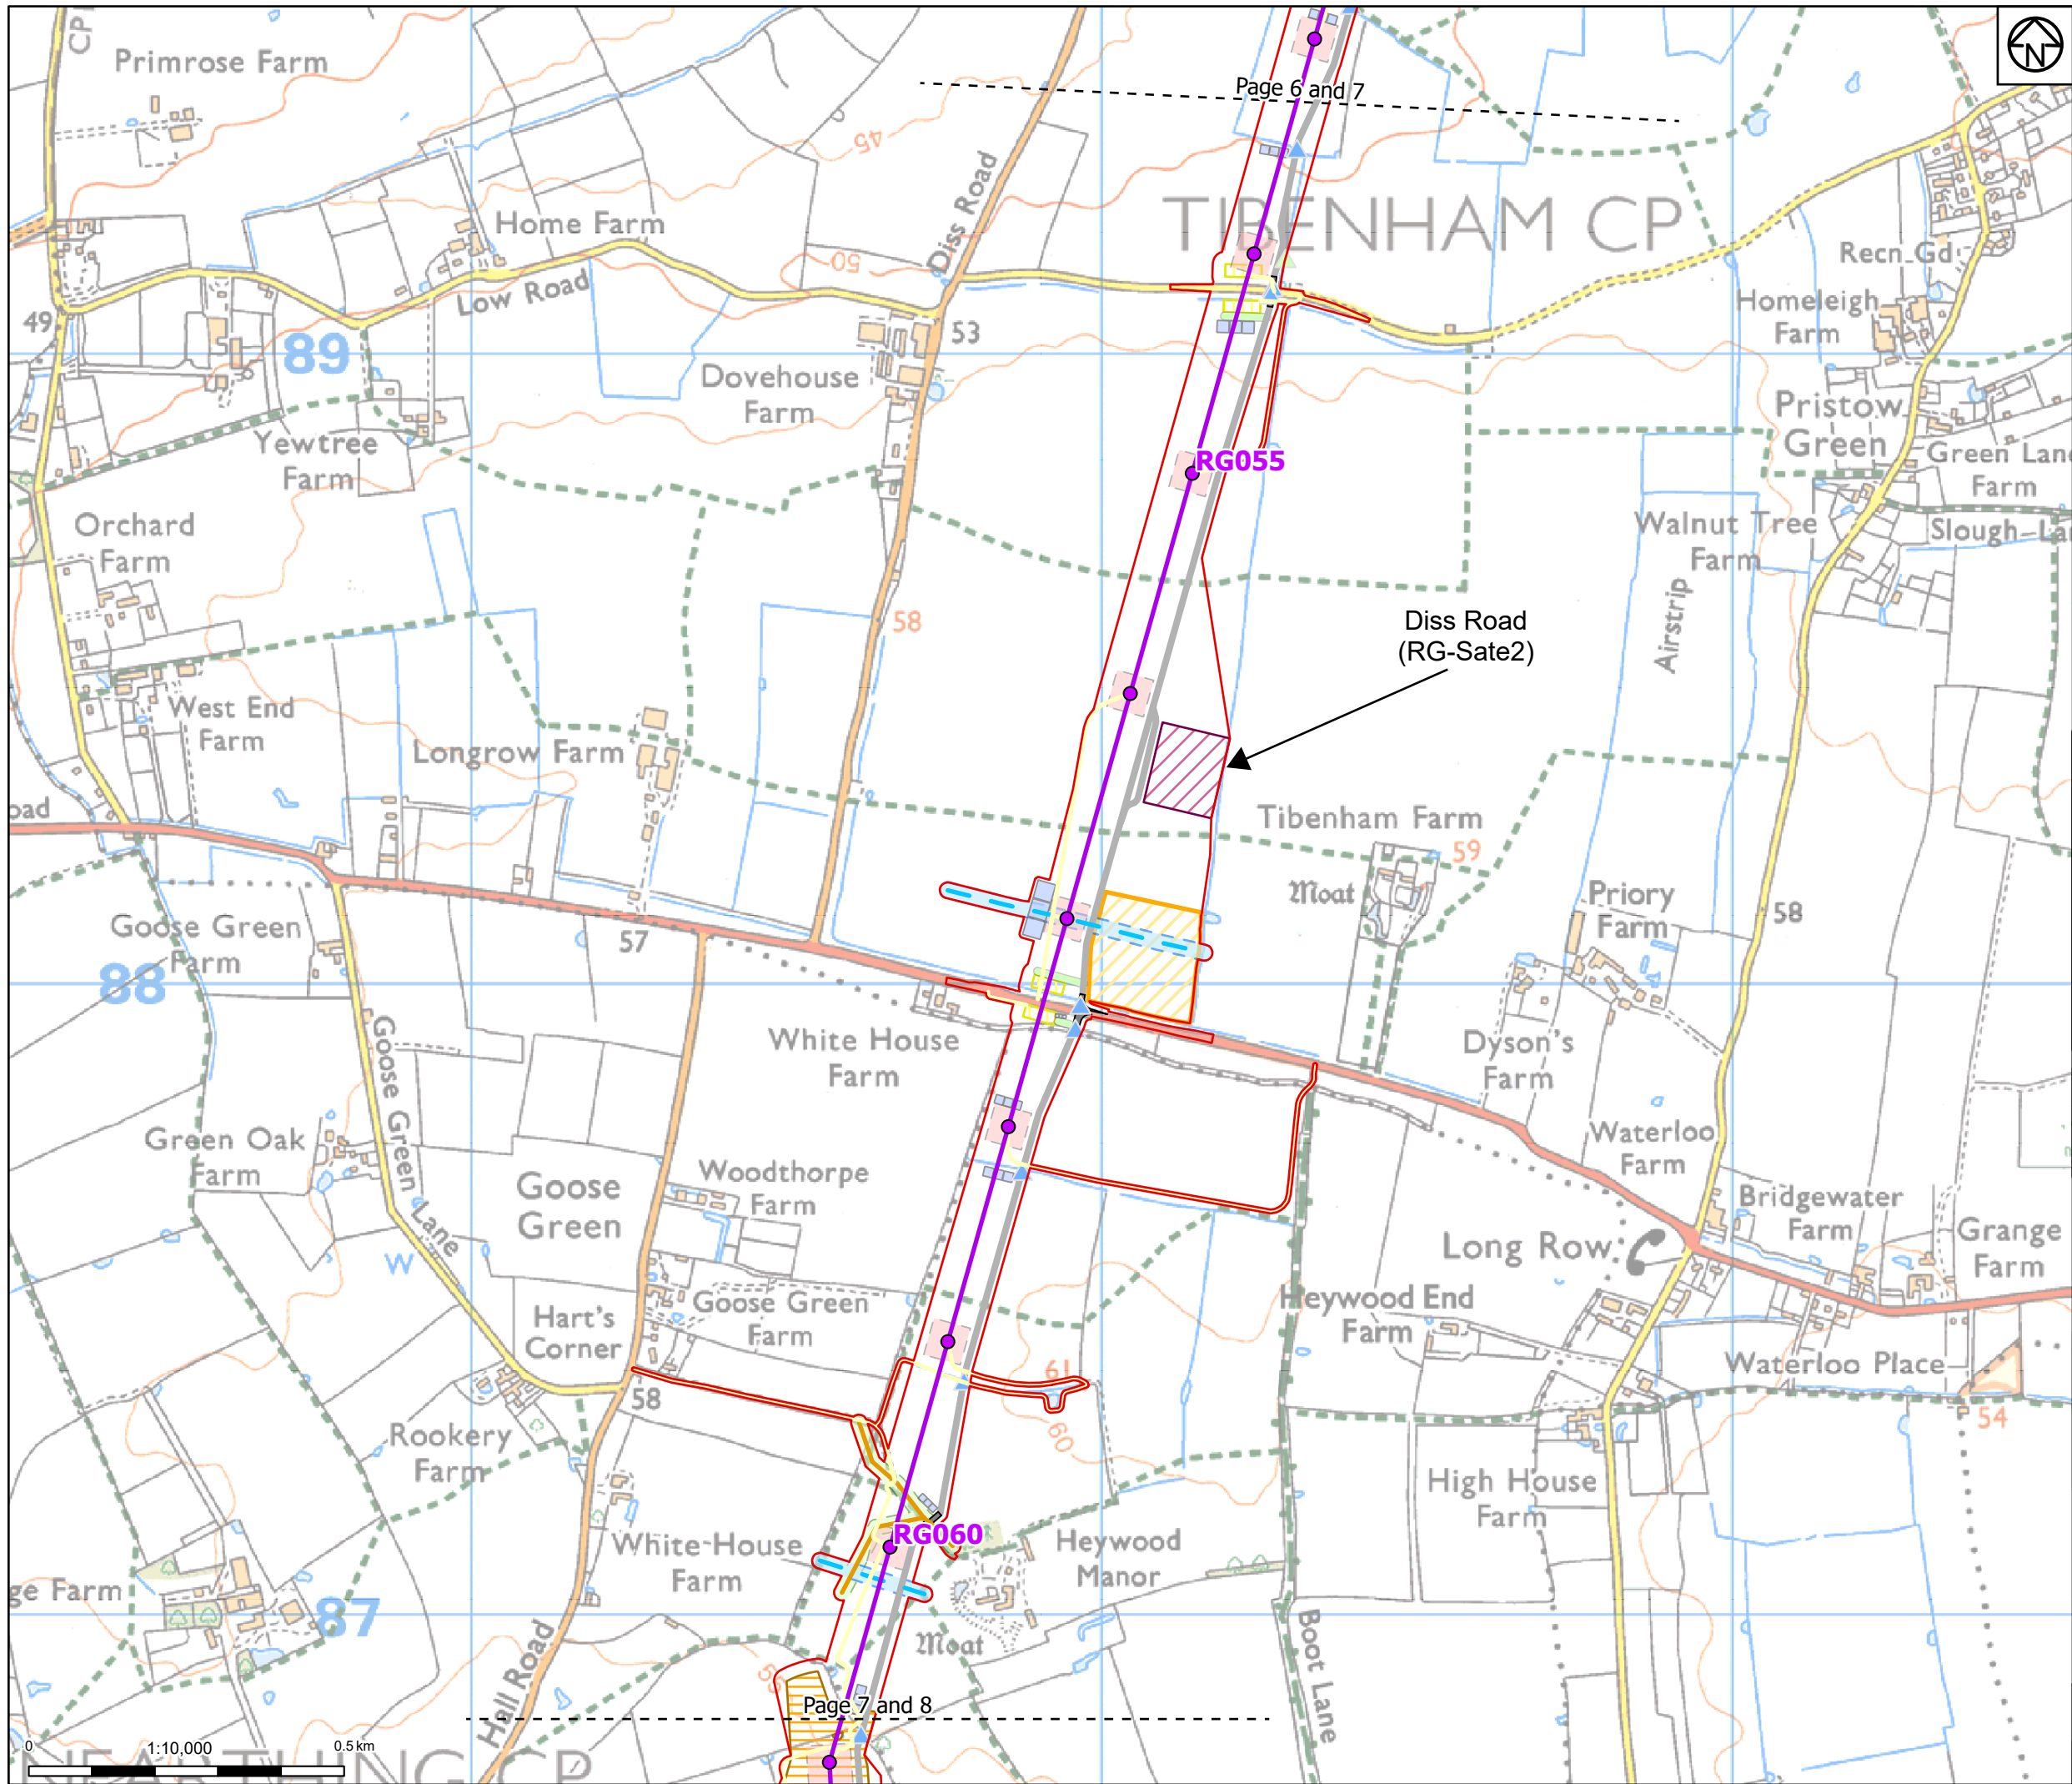 CP
Primrose Farm
N
Page 6 and 7
45
Diss Road
Home Farm
TIBENHAM CP
50
Recn Gd
Low Road
49
89
53
Homeleigh
Farm
Dovehouse
Farm
Pristow
Green
Yewtree
Farm
RG055
Green Lane
Farm
Orchard
Farm
Walnut Tree
Farm
Slough-La
58
Airstrip
Diss Road
(RG-Sate2)
West End
Farm
Longrow Farm
oad
Tibenham Farm
59
Moat
Priory
Farm
58
Goose Green
Farm
57
88
White House
Farm
Dyson's
Farm
Goose Green Lane
Green Oak
Farm
Waterloo
Farm
Woodthorpe
Farm
Goose
Green
Bridgewater
Farm
Grange
Farm
Long Row
W
Heywood End
Farm
Goose Green
Farm
Hart's
Corner
61
Waterloo Place
58
60
54
Rookery
Farm
High House
Farm
RG060
White-House
Farm
Heywood
Manor
ge Farm
87
Moat
Boot Lane
Hall Road
Page 7 and 8
0 1:10,000 0.5 km
NEARTHING CP